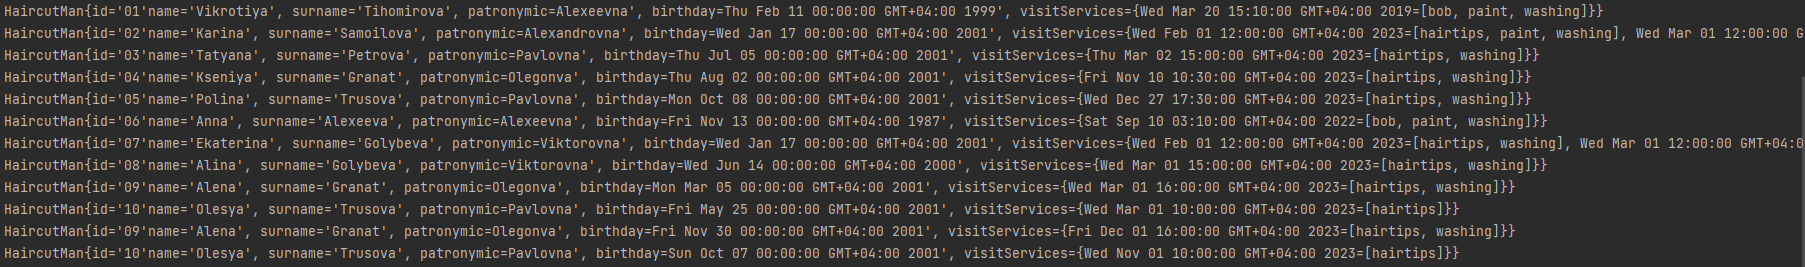 HaircutMan{id='01'name='Vikrotiya', surname='Tihomirova', patronymic=Alexeevna', birthday=Thu Feb 11 00:00:00 GMT+04:00 1999', visitServices={Wed Mar 20 15:10:00 GMT+04:00 2019=[bob, paint, washing]}}
HaircutMan{id='02'name='Karina', surname='Samoilova', patronymic=Alexandrovna', birthday=Wed Jan 17 00:00:00 GMT+04:00 2001', visitServices={Wed Feb 01 12:00:00 GMT+04:00 2023=[hairtips, paint, washing], Wed Mar 01 12:00:00 G
HaircutMan{id='03'name='Tatyana', surname='Petrova', patronymic=Pavlovna', birthday=Thu Jul 05 00:00:00 GMT+04:00 2001', visitServices={Thu Mar 02 15:00:00 GMT+04:00 2023=[hairtips, washing]}}
HaircutMan{id='04'name='Kseniya', surname='Granat', patronymic=Olegonva', birthday=Thu Aug 02 00:00:00 GMT+04:00 2001', visitServices={Fri Nov 10 10:30:00 GMT+04:00 2023=[hairtips, washing]}}
HaircutMan{id='05'name='Polina', surname='Trusova', patronymic=Pavlovna', birthday=Mon Oct 08 00:00:00 GMT+04:00 2001', visitServices={Wed Dec 27 17:30:00 GMT+04:00 2023=[hairtips, washing]}}
HaircutMan{id='06'name='Anna', surname='Alexeeva', patronymic=Alexeevna', birthday=Fri Nov 13 00:00:00 GMT+04:00 1987', visitServices={Sat Sep 10 03:10:00 GMT+04:00 2022=[bob, paint, washing]}}
HaircutMan{id='07'name='Ekaterina', surname='Golybeva', patronymic=Viktorovna', birthday=Wed Jan 17 00:00:00 GMT+04:00 2001', visitServices={Wed Feb 01 12:00:00 GMT+04:00 2023=[hairtips, washing], Wed Mar 01 12:00:00 GMT+04:0
HaircutMan{id='08'name='Alina', surname='Golybeva', patronymic=Viktorovna', birthday=Wed Jun 14 00:00:00 GMT+04:00 2000', visitServices={Wed Mar 01 15:00:00 GMT+04:00 2023=[hairtips, washing]}}
HaircutMan{id='09'name='Alena', surname='Granat', patronymic=Olegonva', birthday=Mon Mar 05 00:00:00 GMT+04:00 2001', visitServices={Wed Mar 01 16:00:00 GMT+04:00 2023=[hairtips, washing]}}
HaircutMan{id='10'name='Olesya', surname='Trusova', patronymic=Pavlovna', birthday=Fri May 25 00:00:00 GMT+04:00 2001', visitServices={Wed Mar 01 10:00:00 GMT+04:00 2023=[hairtips]}}
HaircutMan{id='09'name='Alena', surname='Granat', patronymic=Olegonva', birthday=Fri Nov 30 00:00:00 GMT+04:00 2001', visitServices={Fri Dec 01 16:00:00 GMT+04:00 2023=[hairtips, washing]}}
HaircutMan{id='10'name='Olesya', surname='Trusova', patronymic=Pavlovna', birthday=Sun Oct 07 00:00:00 GMT+04:00 2001', visitServices={Wed Nov 01 10:00:00 GMT+04:00 2023=[hairtips]}}